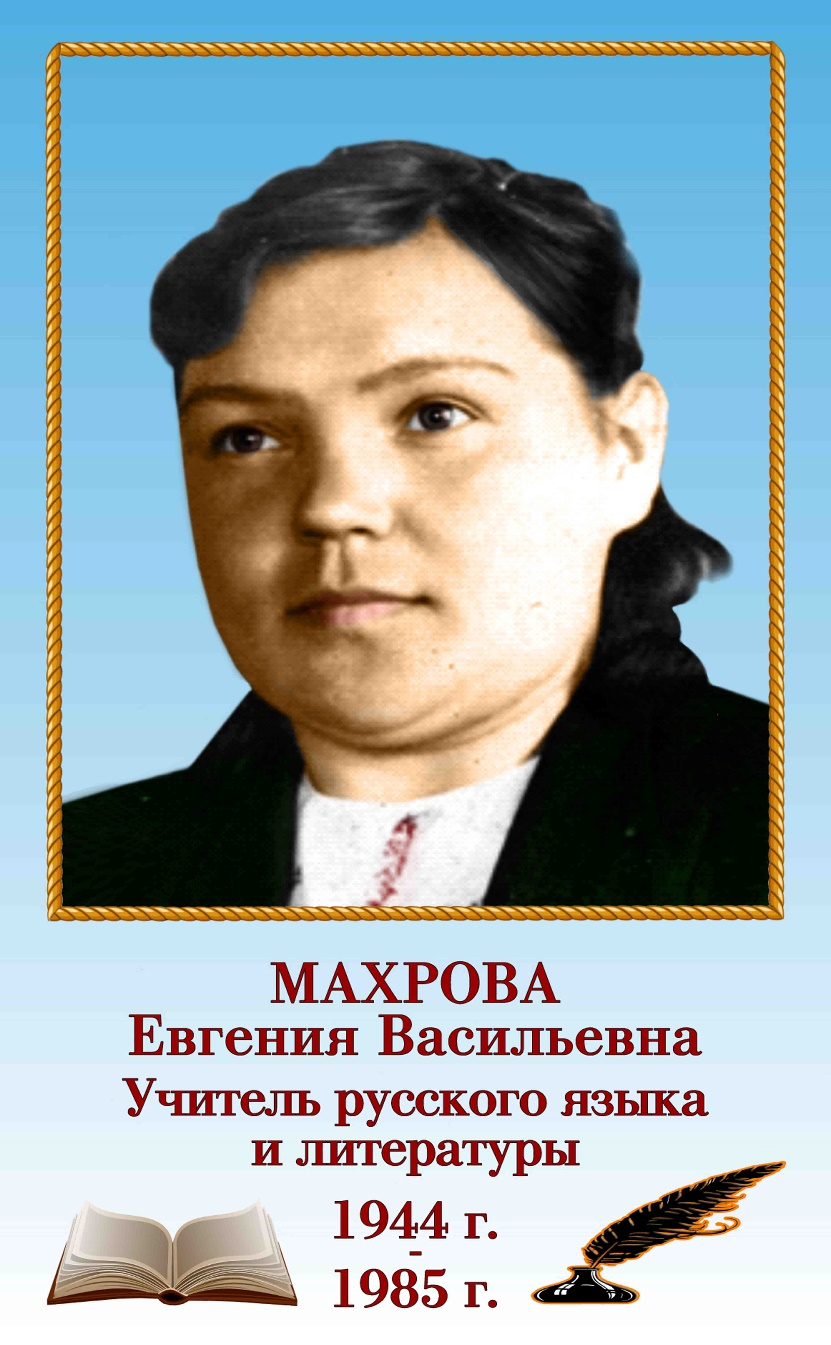 МАХРОВА
Евгения Васильевна
Учитель русского языка
и литературы
1944 г.
-
1985 г.